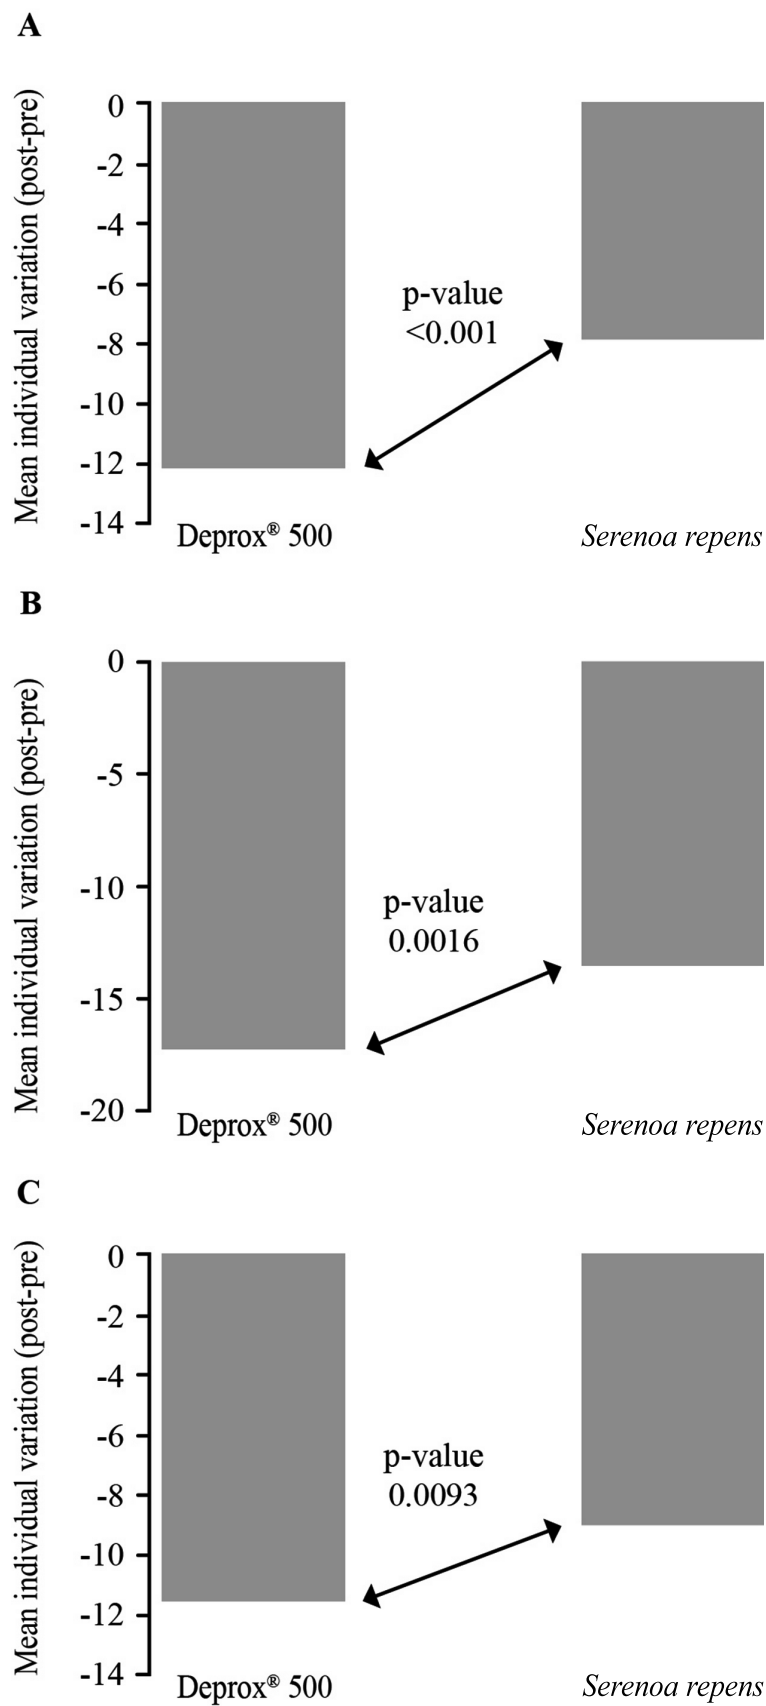 A
Mean individual variation (post-pre)
0
-2
-4
-6
-8
-10
-12
-14
p-value
<0.001
Deprox® 500
Serenoa repens
B
Mean individual variation (post-pre)
0
-5
-10
-15
-20
p-value
0.0016
Deprox® 500
Serenoa repens
C
Mean individual variation (post-pre)
0
-2
-4
-6
-8
-10
-12
-14
p-value
0.0093
Deprox® 500
Serenoa repens